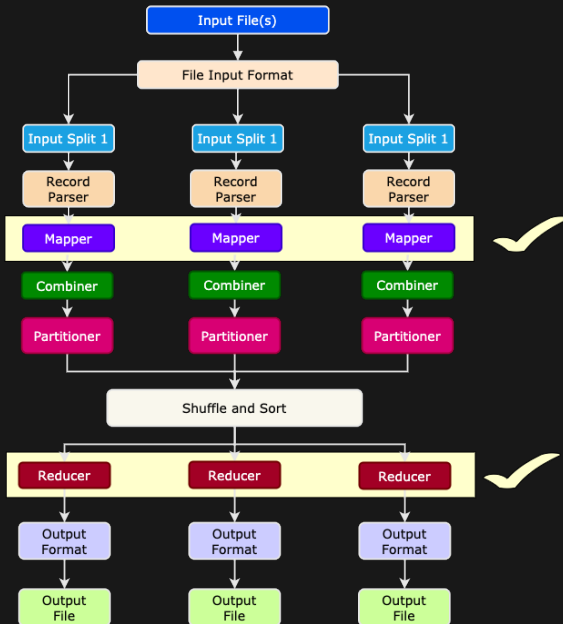 Input File(s)
File Input Format
Input Split 1
Input Split 1
Input Split 1
Record
Parser
Record
Parser
Record
Parser
Mapper
Mapper
Mapper
Combiner
Combiner
Combiner
Partitioner
Partitioner
Partitioner
Shuffle and Sort
Reducer
Reducer
Reducer
Output
Format
Output
Format
Output
Format
Output
File
Output
File
Output
File